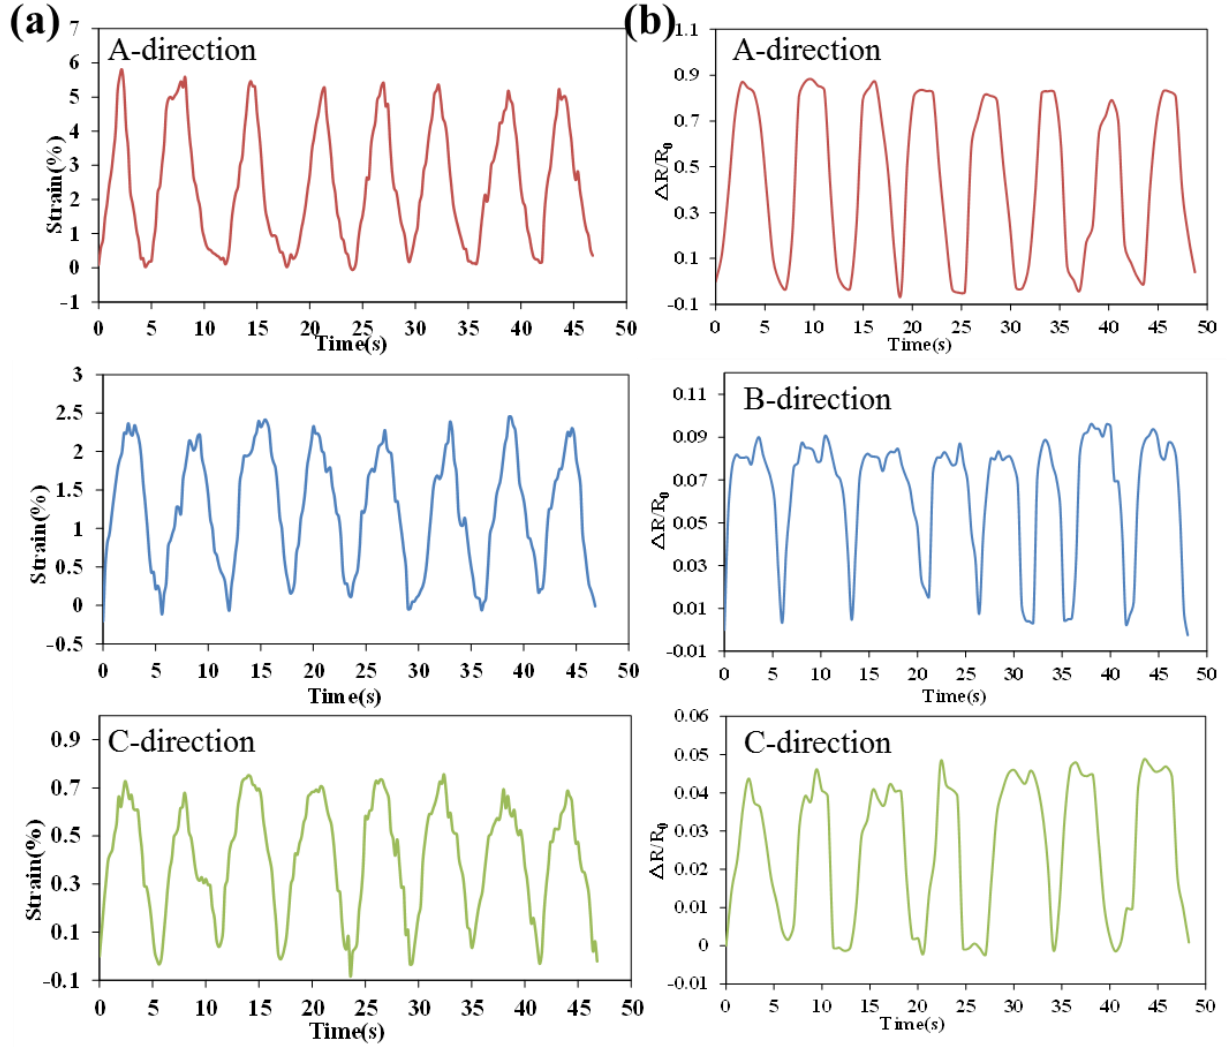 (a)
A-direction
Strain(%)
7
6
5
4
3
2
1
0
-1
0 5 10 15 20 25 30 35 40 45 50
Time(s)
(b)
A-direction
ΔR/R0
1.1
0.9
0.7
0.5
0.3
0.1
-0.1
0 5 10 15 20 25 30 35 40 45 50
Time(s)
Strain(%)
3
2.5
2
1.5
1
0.5
0
-0.5
0 5 10 15 20 25 30 35 40 45 50
Time(s)
B-direction
ΔR/R0
0.11
0.09
0.07
0.05
0.03
0.01
-0.01
0 5 10 15 20 25 30 35 40 45 50
Time(s)
C-direction
Strain(%)
0.9
0.7
0.5
0.3
0.1
-0.1
0 5 10 15 20 25 30 35 40 45 50
Time(s)
C-direction
ΔR/R0
0.06
0.05
0.04
0.03
0.02
0.01
0
-0.01
0 5 10 15 20 25 30 35 40 45 50
Time(s)